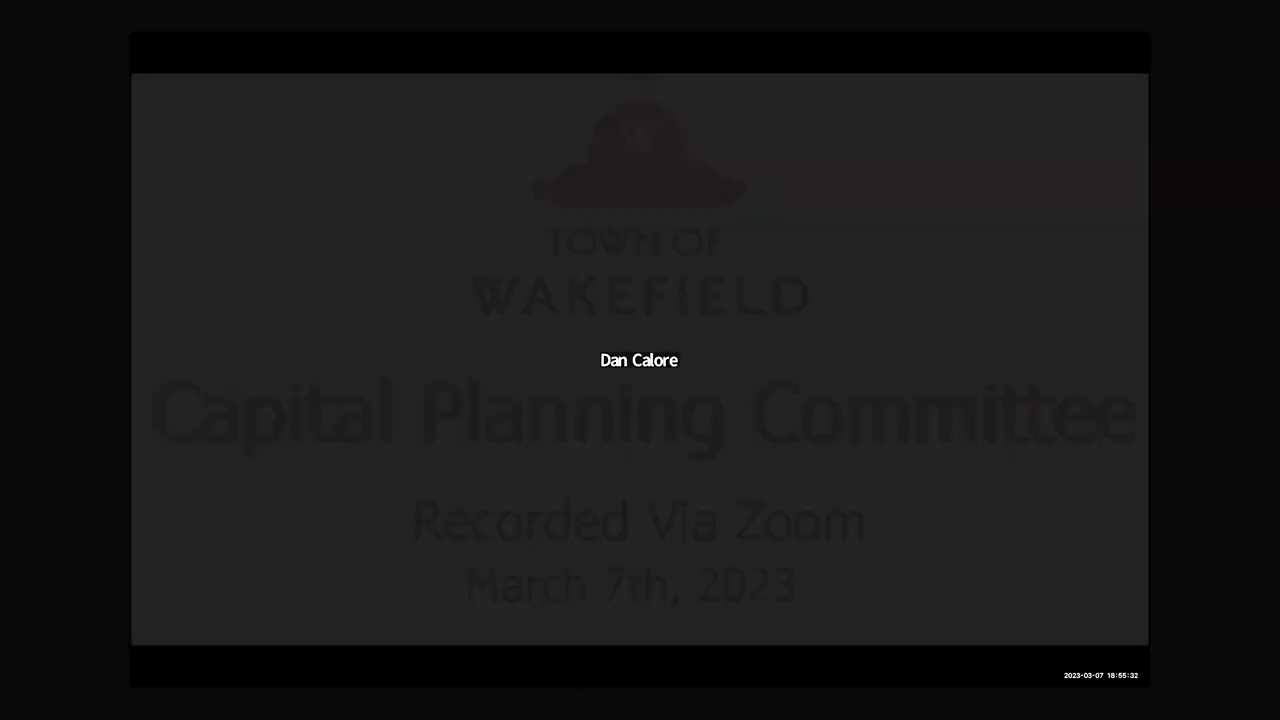 W
TOWN OF
WAKEFIELD
Dan Calore
Capital Planning Committee
Recorded Via Zoom
March 7th, 2023
2023-03-07 18:55:32